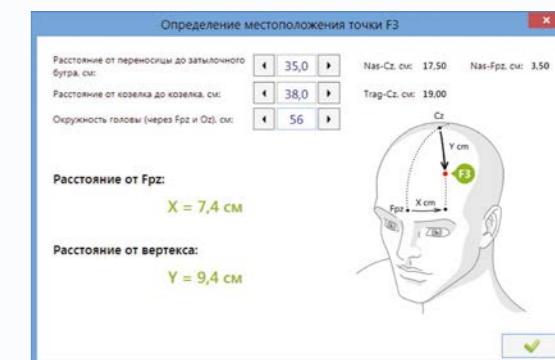 Определение местоположения точки F3
Расстояние от переносицы до затылочного
бугра, см:
35,0
Nas-Cz, см: 17,50
Nas-Fpz, см: 3,50
Расстояние от козелка до козелка, см:
38,0
Trag-Cz, см: 19,00
Окружность головы (через Fpz и Oz), см:
56
Cz
Y cm
F3
Расстояние от Fpz:
X cm
Fpz
X = 7,4 см
Расстояние от вертекса:
Y = 9,4 см